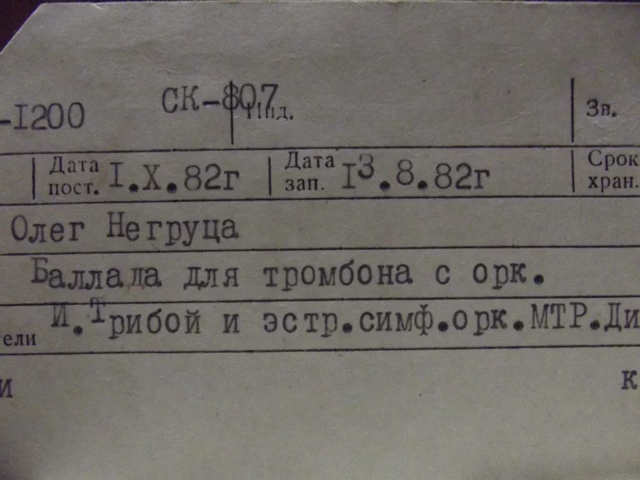 -I200 СК-807 Инд. Зв.
Дата пост. I.X.82г Дата зап. I3.8.82г Срок хран.
Олег Негруца
Баллада для тромбона с орк.
тели И.Трибой и эстр.симф.орк.МТР.Ди
и к